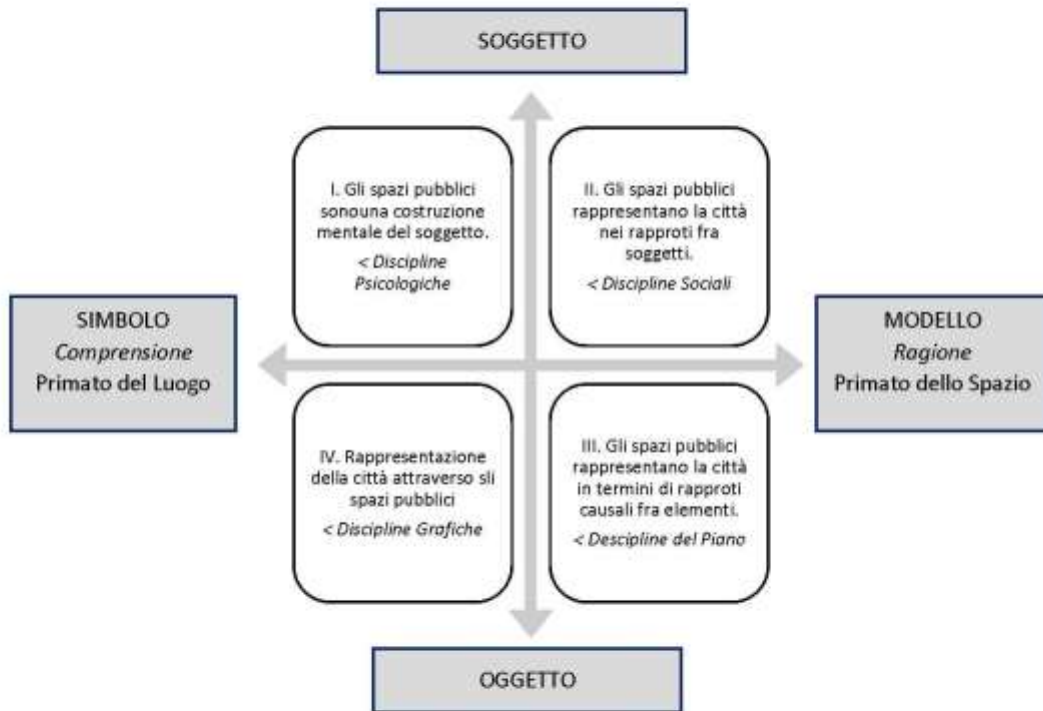 SOGGETTO
I. Gli spazi pubblici
sonouna costruzione
mentale del soggetto.
< Discipline
Psicologiche
II. Gli spazi pubblici
rappresentano la città
nei rapproti fra
soggetti.
< Discipline Sociali
SIMBOLO
Comprensione
Primato del Luogo
MODELLO
Ragione
Primato dello Spazio
IV. Rappresentazione
della città attraverso sli
spazi pubblici
< Discipline Grafiche
III. Gli spazi pubblici
rappresentano la città
in termini di rapproti
causali fra elementi.
< Descipline del Piano
OGGETTO